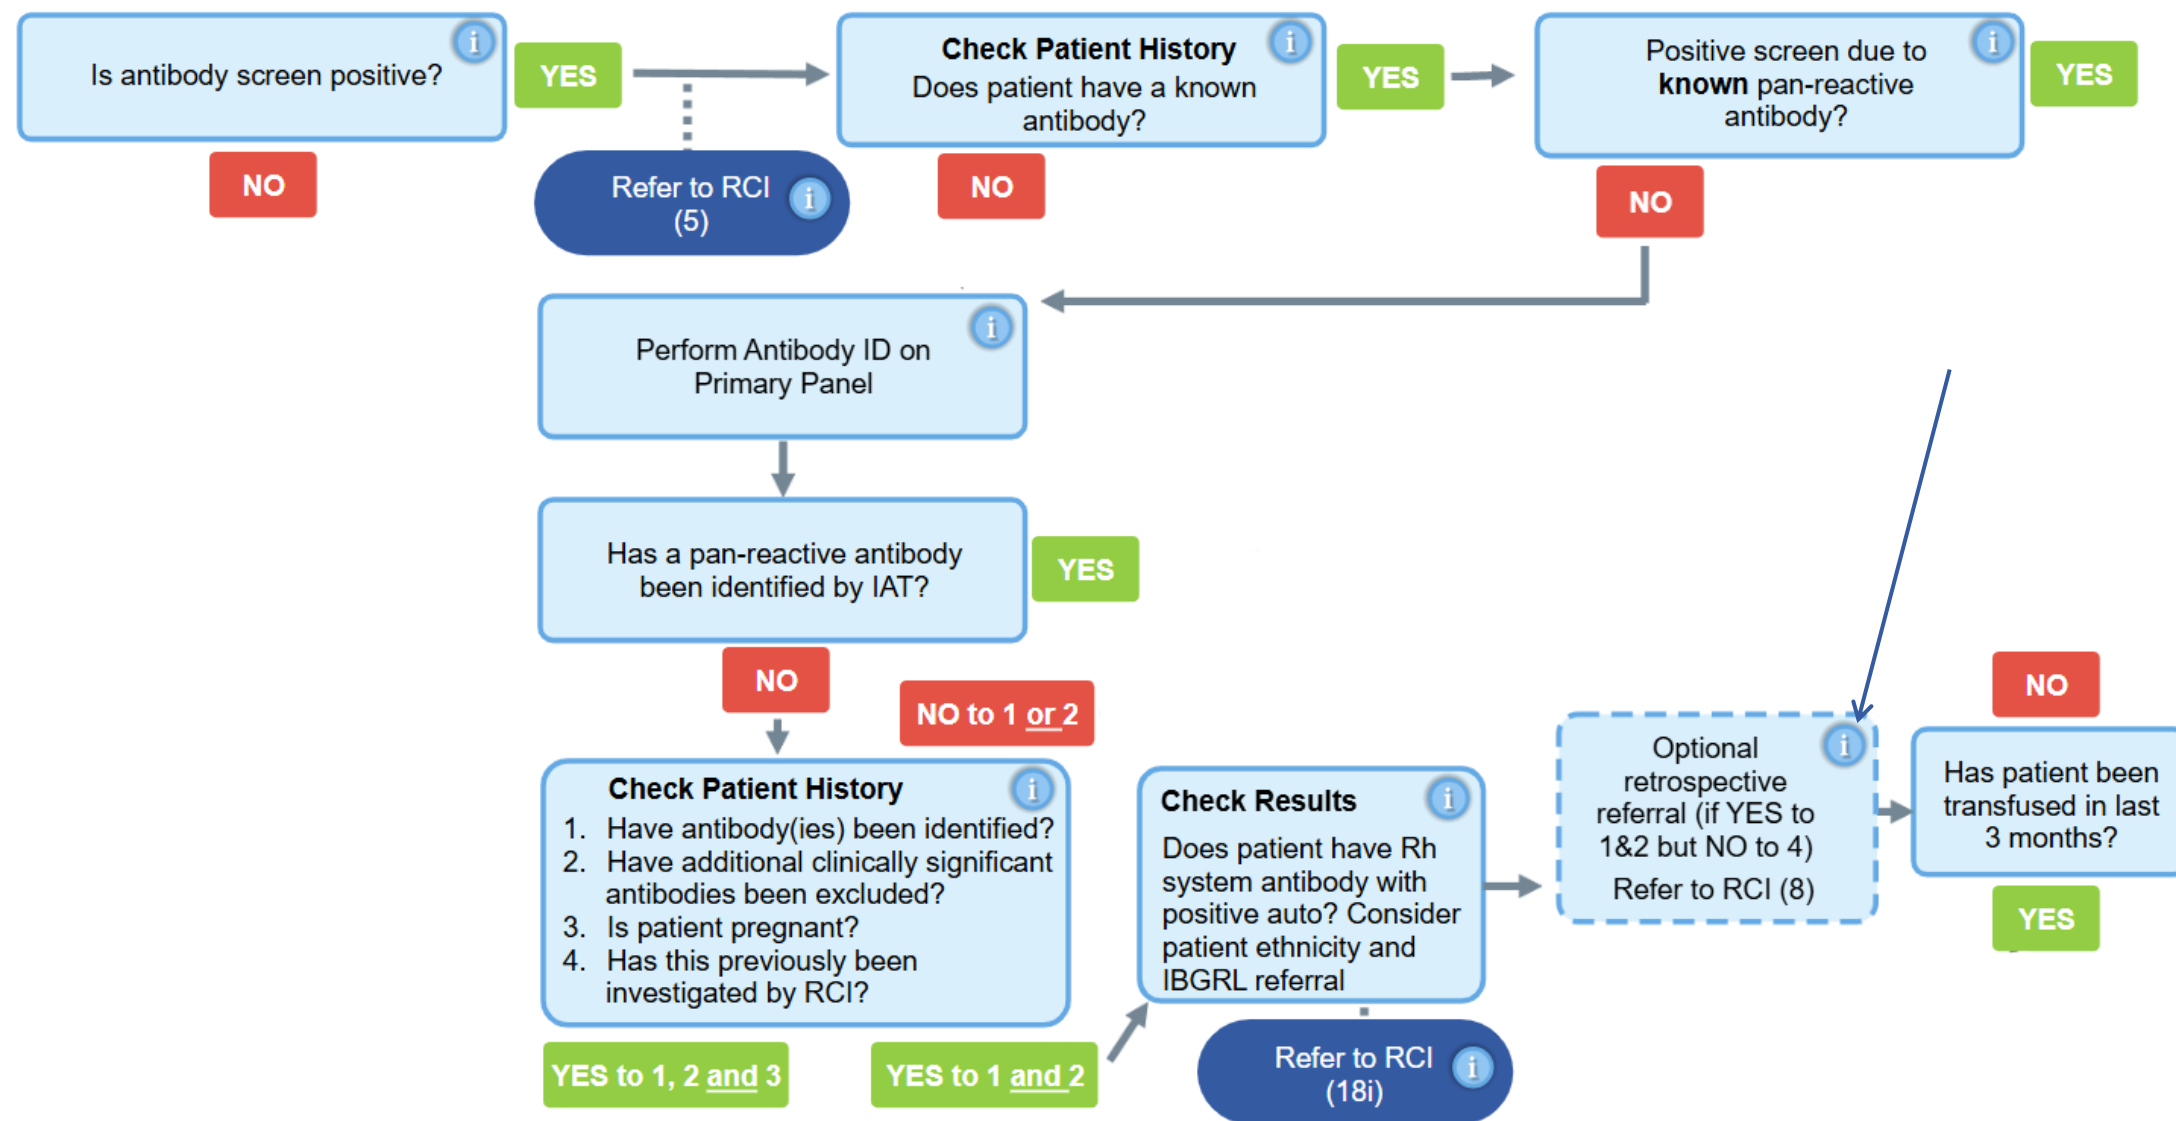 Is antibody screen positive?
YES
NO
Refer to RCI
(5)
Check Patient History
Does patient have a known
antibody?
YES
NO
Positive screen due to
known pan-reactive
antibody?
YES
NO
Perform Antibody ID on
Primary Panel
Has a pan-reactive antibody
been identified by IAT?
YES
NO
NO to 1 or 2
Check Patient History
1. Have antibody(ies) been identified?
2. Have additional clinically significant
antibodies been excluded?
3. Is patient pregnant?
4. Has this previously been
investigated by RCI?
YES to 1, 2 and 3
YES to 1 and 2
Check Results
Does patient have Rh
system antibody with
positive auto? Consider
patient ethnicity and
IBGRL referral
Refer to RCI
(18i)
Optional
retrospective
referral (if YES to
1&2 but NO to 4)
Refer to RCI (8)
NO
Has patient been
transfused in last
3 months?
YES